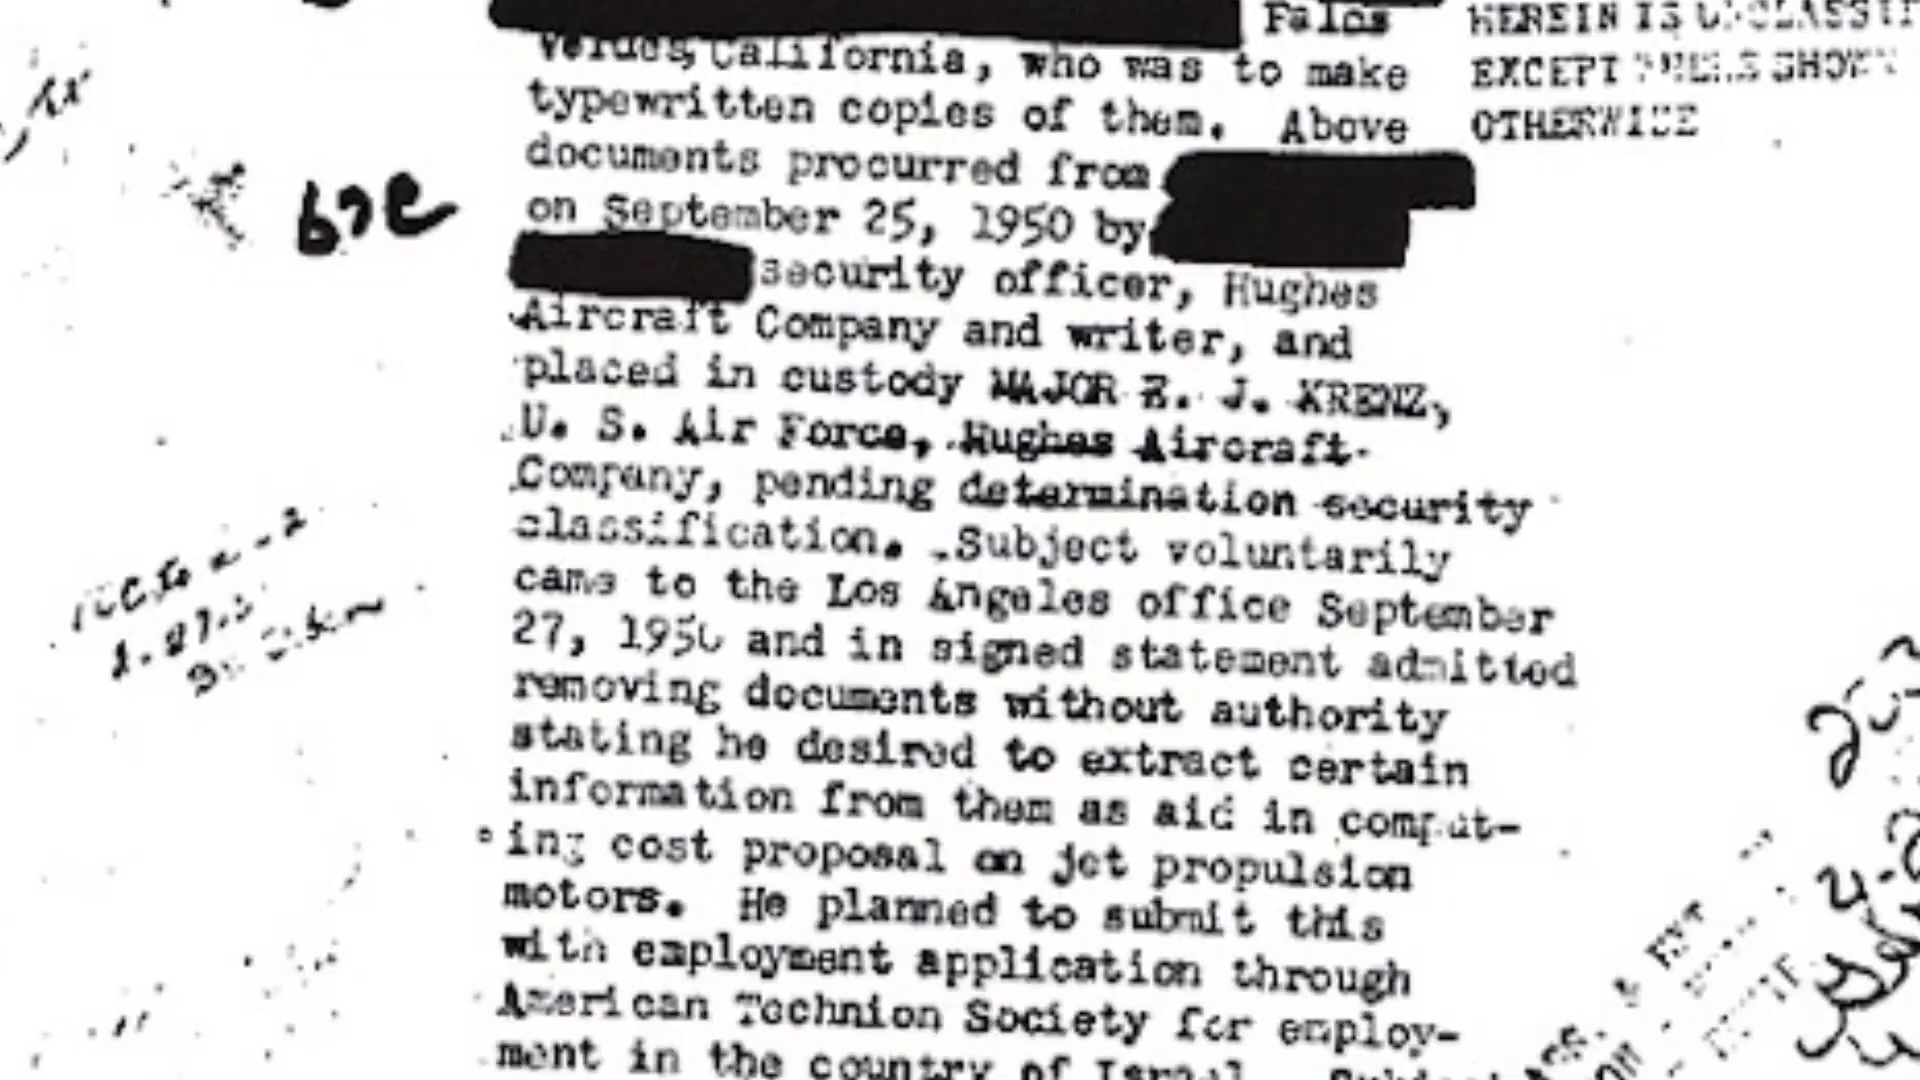 Palos
Verdes, California, who was to make
typewritten copies of them. Above
documents procurred from
on September 25, 1950 by
security officer, Hughes
Aircraft Company and writer, and
placed in custody MAJOR E. J. KRENZ,
U. S. Air Force, Hughes Aircraft
Company, pending determination security
classification. Subject voluntarily
came to the Los Angeles office September
27, 1950 and in signed statement admitted
removing documents without authority
stating he desired to extract certain
information from them as aid in comput-
ing cost proposal on jet propulsion
motors. He planned to submit this
with employment application through
American Technion Society for employ-
ment in the country of Israel.
HEREIN IS UNCLASSIF
EXCEPT WHERE SHOWN
OTHERWISE
b7c